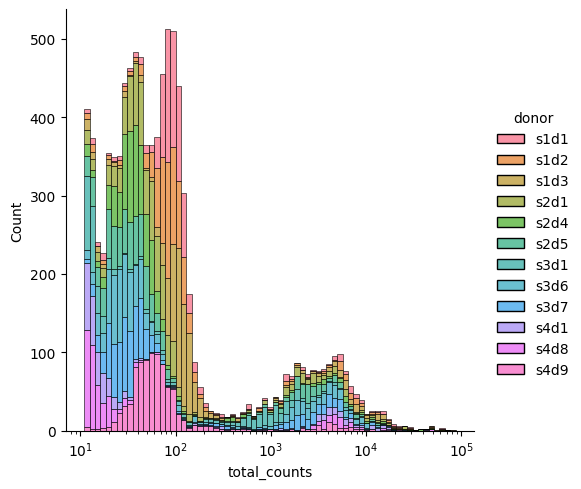 500
400
300
200
100
0
Count
10¹
10²
10³
10⁴
10⁵
total_counts
donor
s1d1
s1d2
s1d3
s2d1
s2d4
s2d5
s3d1
s3d6
s3d7
s4d1
s4d8
s4d9